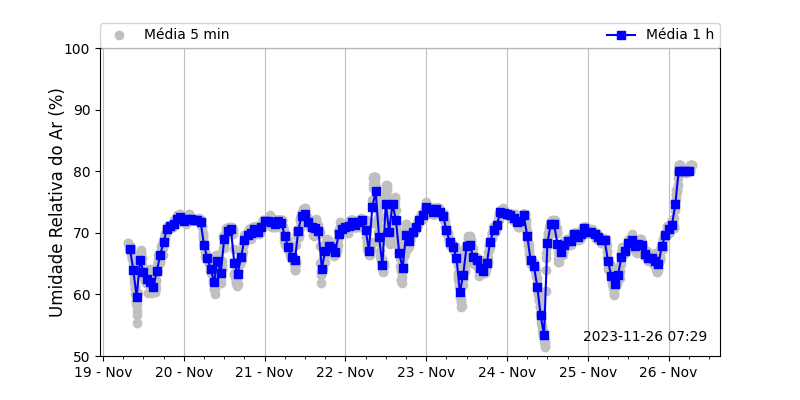 Média 5 min
Média 1 h
Umidade Relativa do Ar (%)
100
90
80
70
60
50
2023-11-26 07:29
19 - Nov
20 - Nov
21 - Nov
22 - Nov
23 - Nov
24 - Nov
25 - Nov
26 - Nov